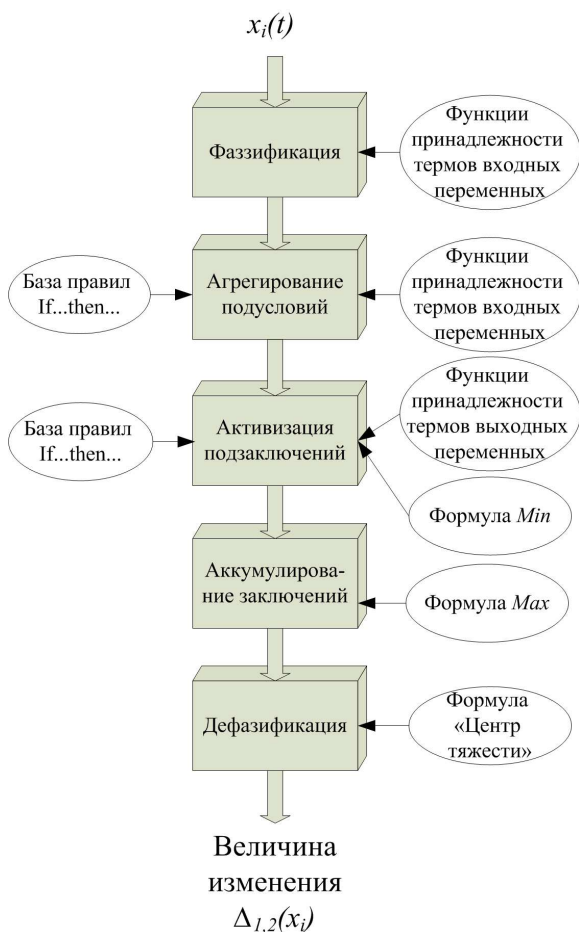 xᵢ(t)
Фаззификация
Функции
принадлежности
термов входных
переменных
База правил
If...then...
Агрегирование
подусловий
Функции
принадлежности
термов входных
переменных
База правил
If...then...
Активизация
подзаключений
Функции
принадлежности
термов выходных
переменных
Формула Min
Аккумулирова-
ние заключений
Формула Max
Дефазификация
Формула
«Центр
тяжести»
Величина
изменения
Δ₁,₂(xᵢ)